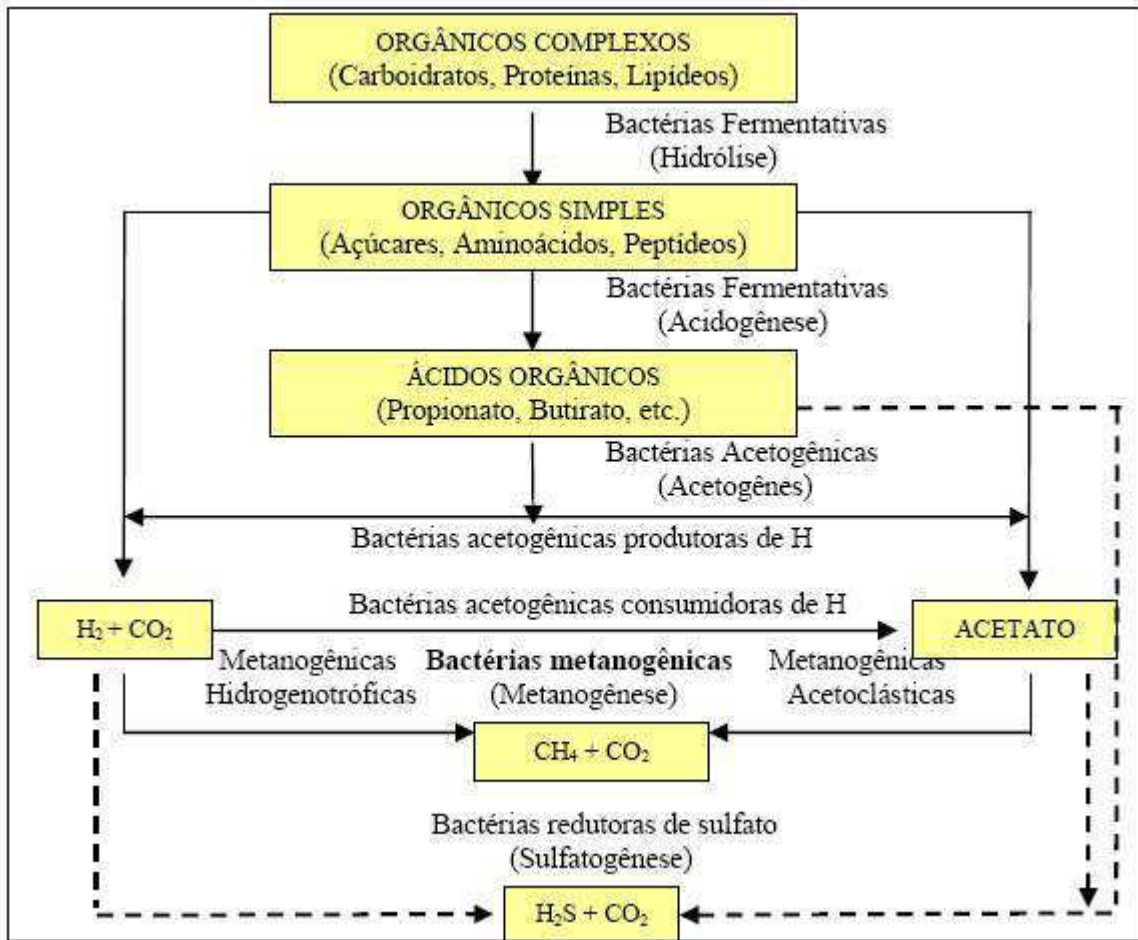 ORGÂNICOS COMPLEXOS
(Carboidratos, Proteínas, Lipídeos)
Bactérias Fermentativas
(Hidrólise)
ORGÂNICOS SIMPLES
(Açúcares, Aminoácidos, Peptídeos)
Bactérias Fermentativas
(Acidogênese)
ÁCIDOS ORGÂNICOS
(Propionato, Butirato, etc.)
Bactérias Acetogênicas
(Acetogênes)
Bactérias acetogênicas produtoras de H
Bactérias acetogênicas consumidoras de H
H₂ + CO₂
ACETATO
Metanogênicas
Hidrogenotróficas
Bactérias metanogênicas
(Metanogênese)
Metanogênicas
Acetoclásticas
CH₄ + CO₂
Bactérias redutoras de sulfato
(Sulfatogênese)
H₂S + CO₂